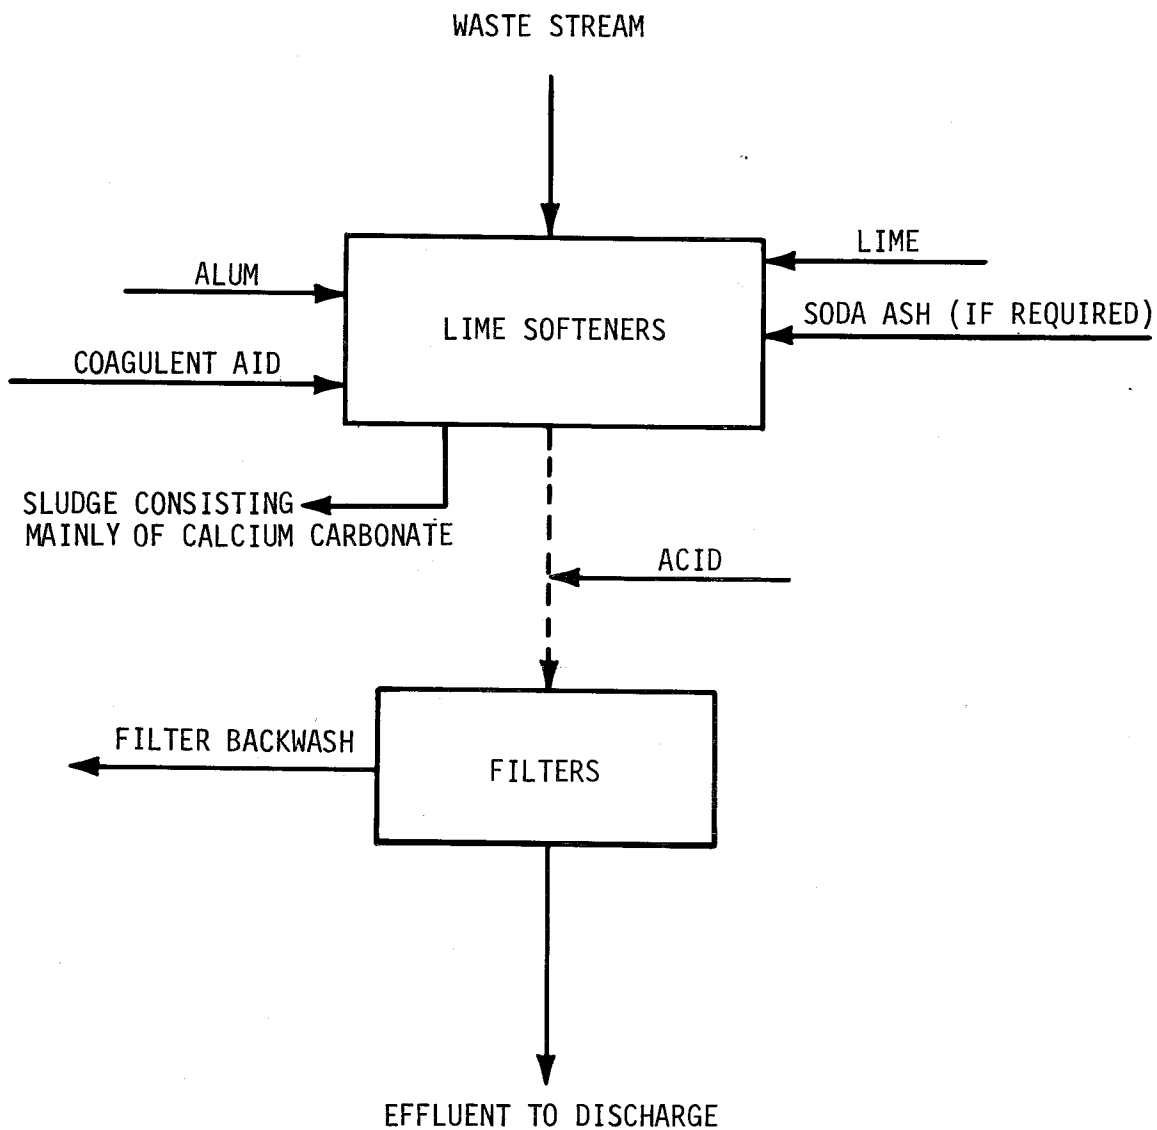 WASTE STREAM
LIME
ALUM
SODA ASH (IF REQUIRED)
LIME SOFTENERS
COAGULENT AID
SLUDGE CONSISTING
MAINLY OF CALCIUM CARBONATE
ACID
FILTER BACKWASH
FILTERS
EFFLUENT TO DISCHARGE